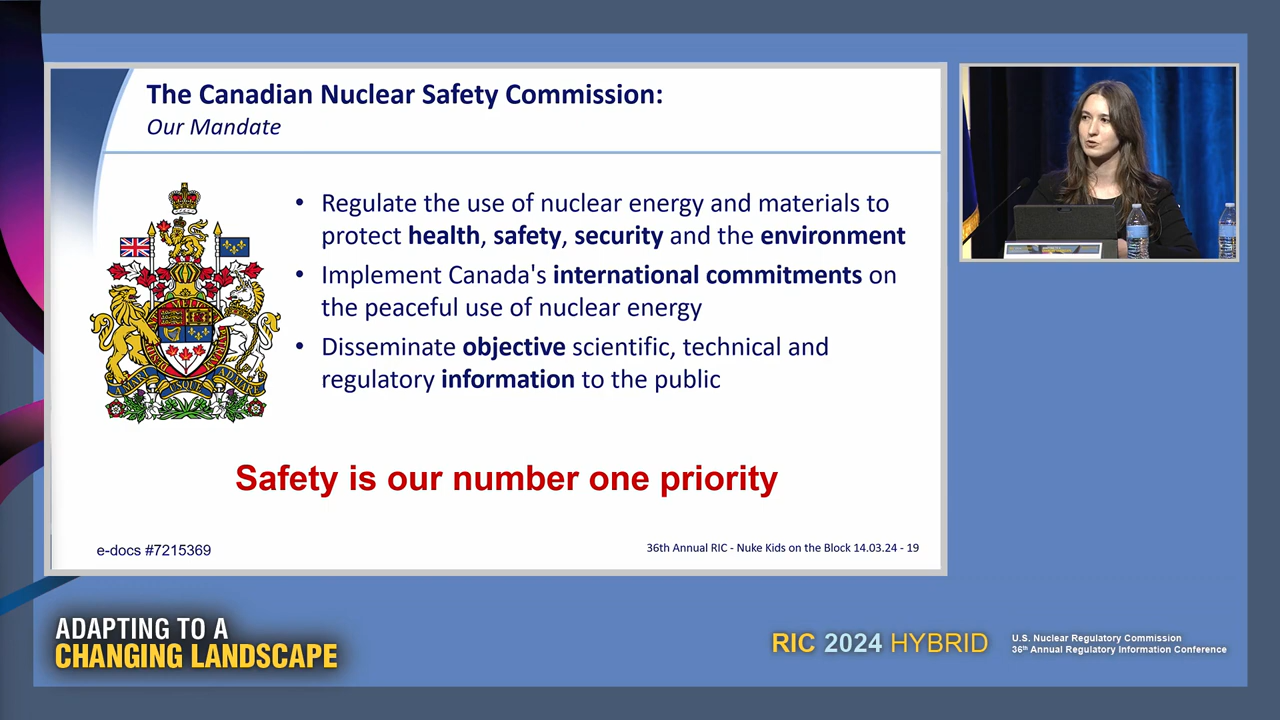 The Canadian Nuclear Safety Commission:
Our Mandate
• Regulate the use of nuclear energy and materials to
protect health, safety, security and the environment
• Implement Canada's international commitments on
the peaceful use of nuclear energy
• Disseminate objective scientific, technical and
regulatory information to the public
A MARI USQUE AD MARE
Safety is our number one priority
e-docs #7215369
36th Annual RIC - Nuke Kids on the Block 14.03.24 - 19
ADAPTING TO A
CHANGING LANDSCAPE
RIC 2024 HYBRID
U.S. Nuclear Regulatory Commission
36th Annual Regulatory Information Conference